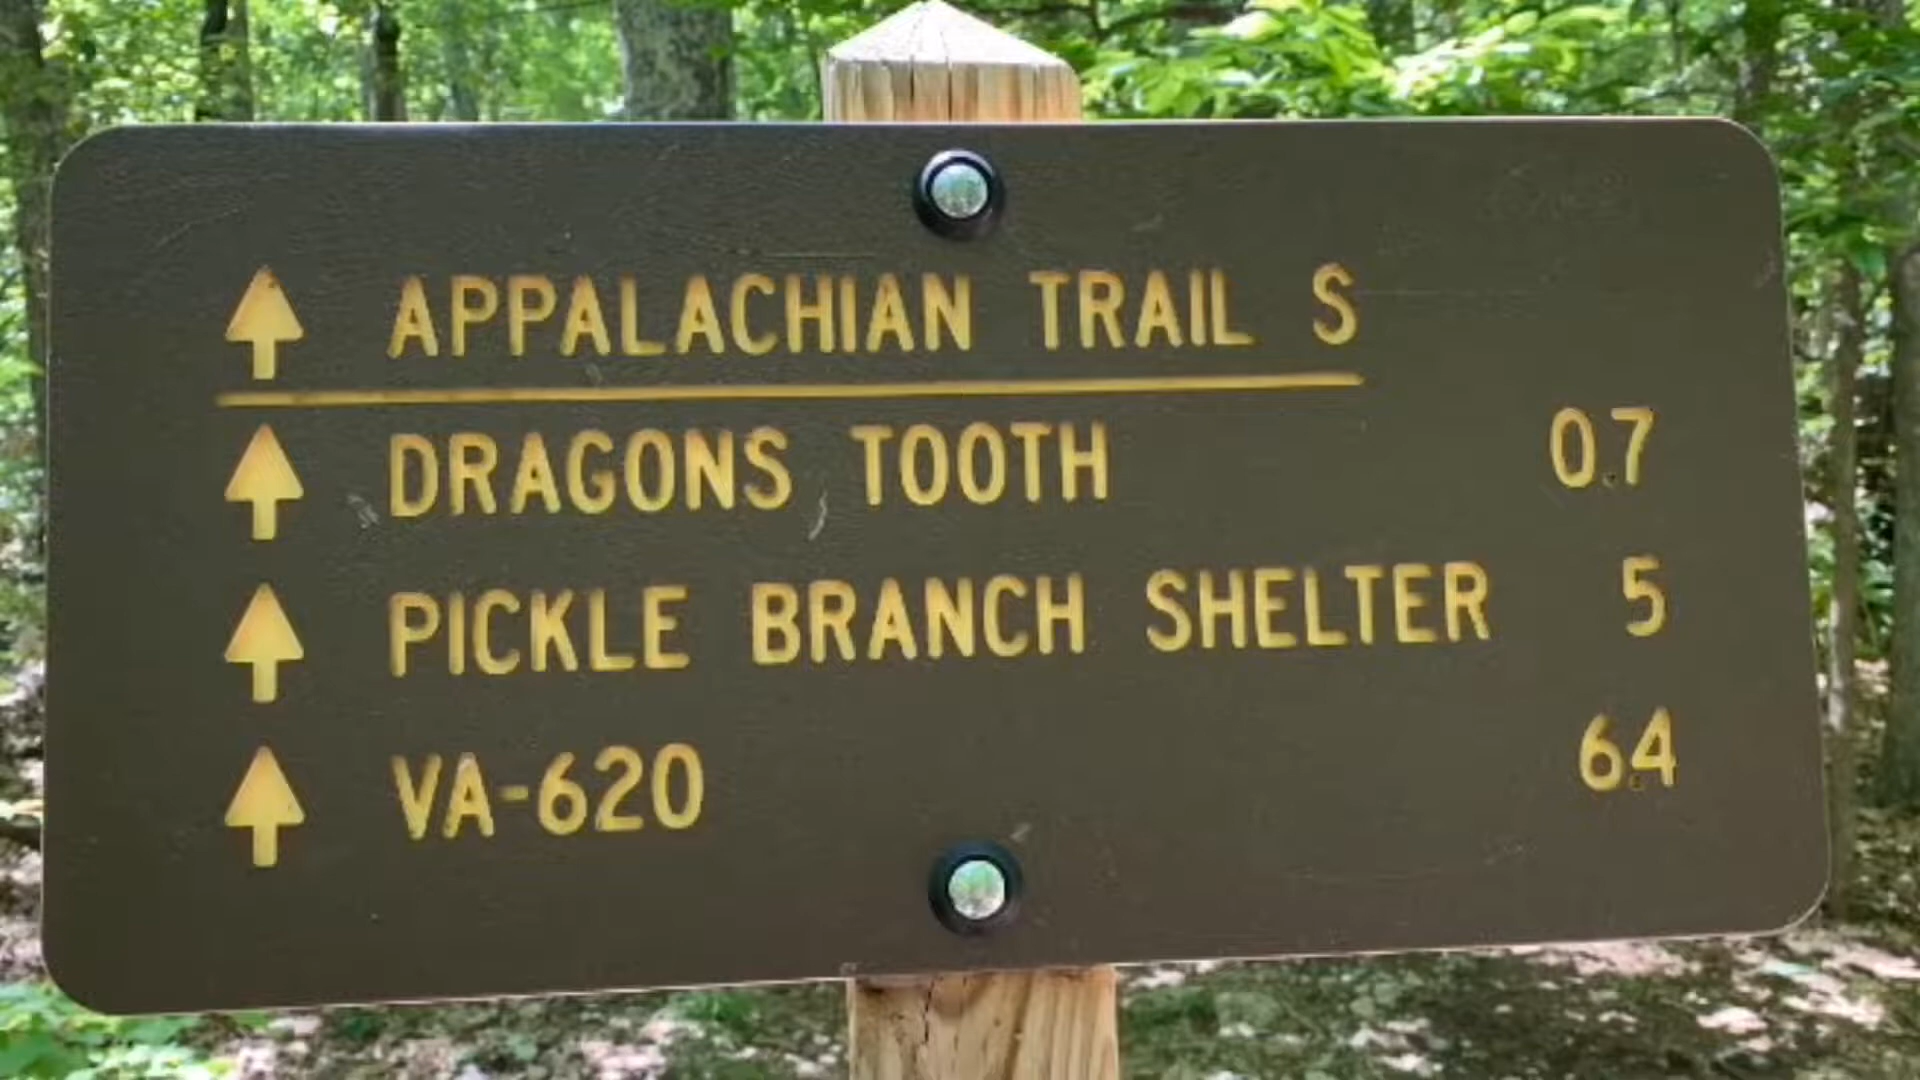 ↑ APPALACHIAN TRAIL S
↑ DRAGONS TOOTH 0.7
↑ PICKLE BRANCH SHELTER 5
↑ VA-620 6.4